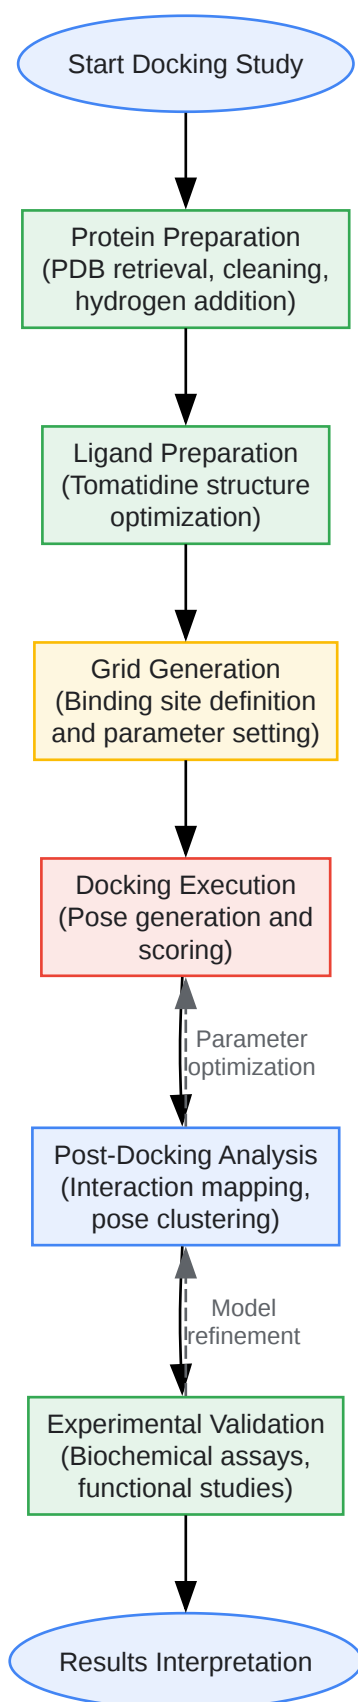 Start Docking Study
Protein Preparation
(PDB retrieval, cleaning,
hydrogen addition)
Ligand Preparation
(Tomatidine structure
optimization)
Grid Generation
(Binding site definition
and parameter setting)
Docking Execution
(Pose generation and
scoring)
Parameter
optimization
Post-Docking Analysis
(Interaction mapping,
pose clustering)
Model
refinement
Experimental Validation
(Biochemical assays,
functional studies)
Results Interpretation